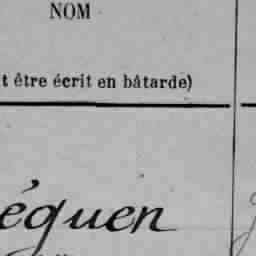 NOM
t être écrit en bâtarde)
équen